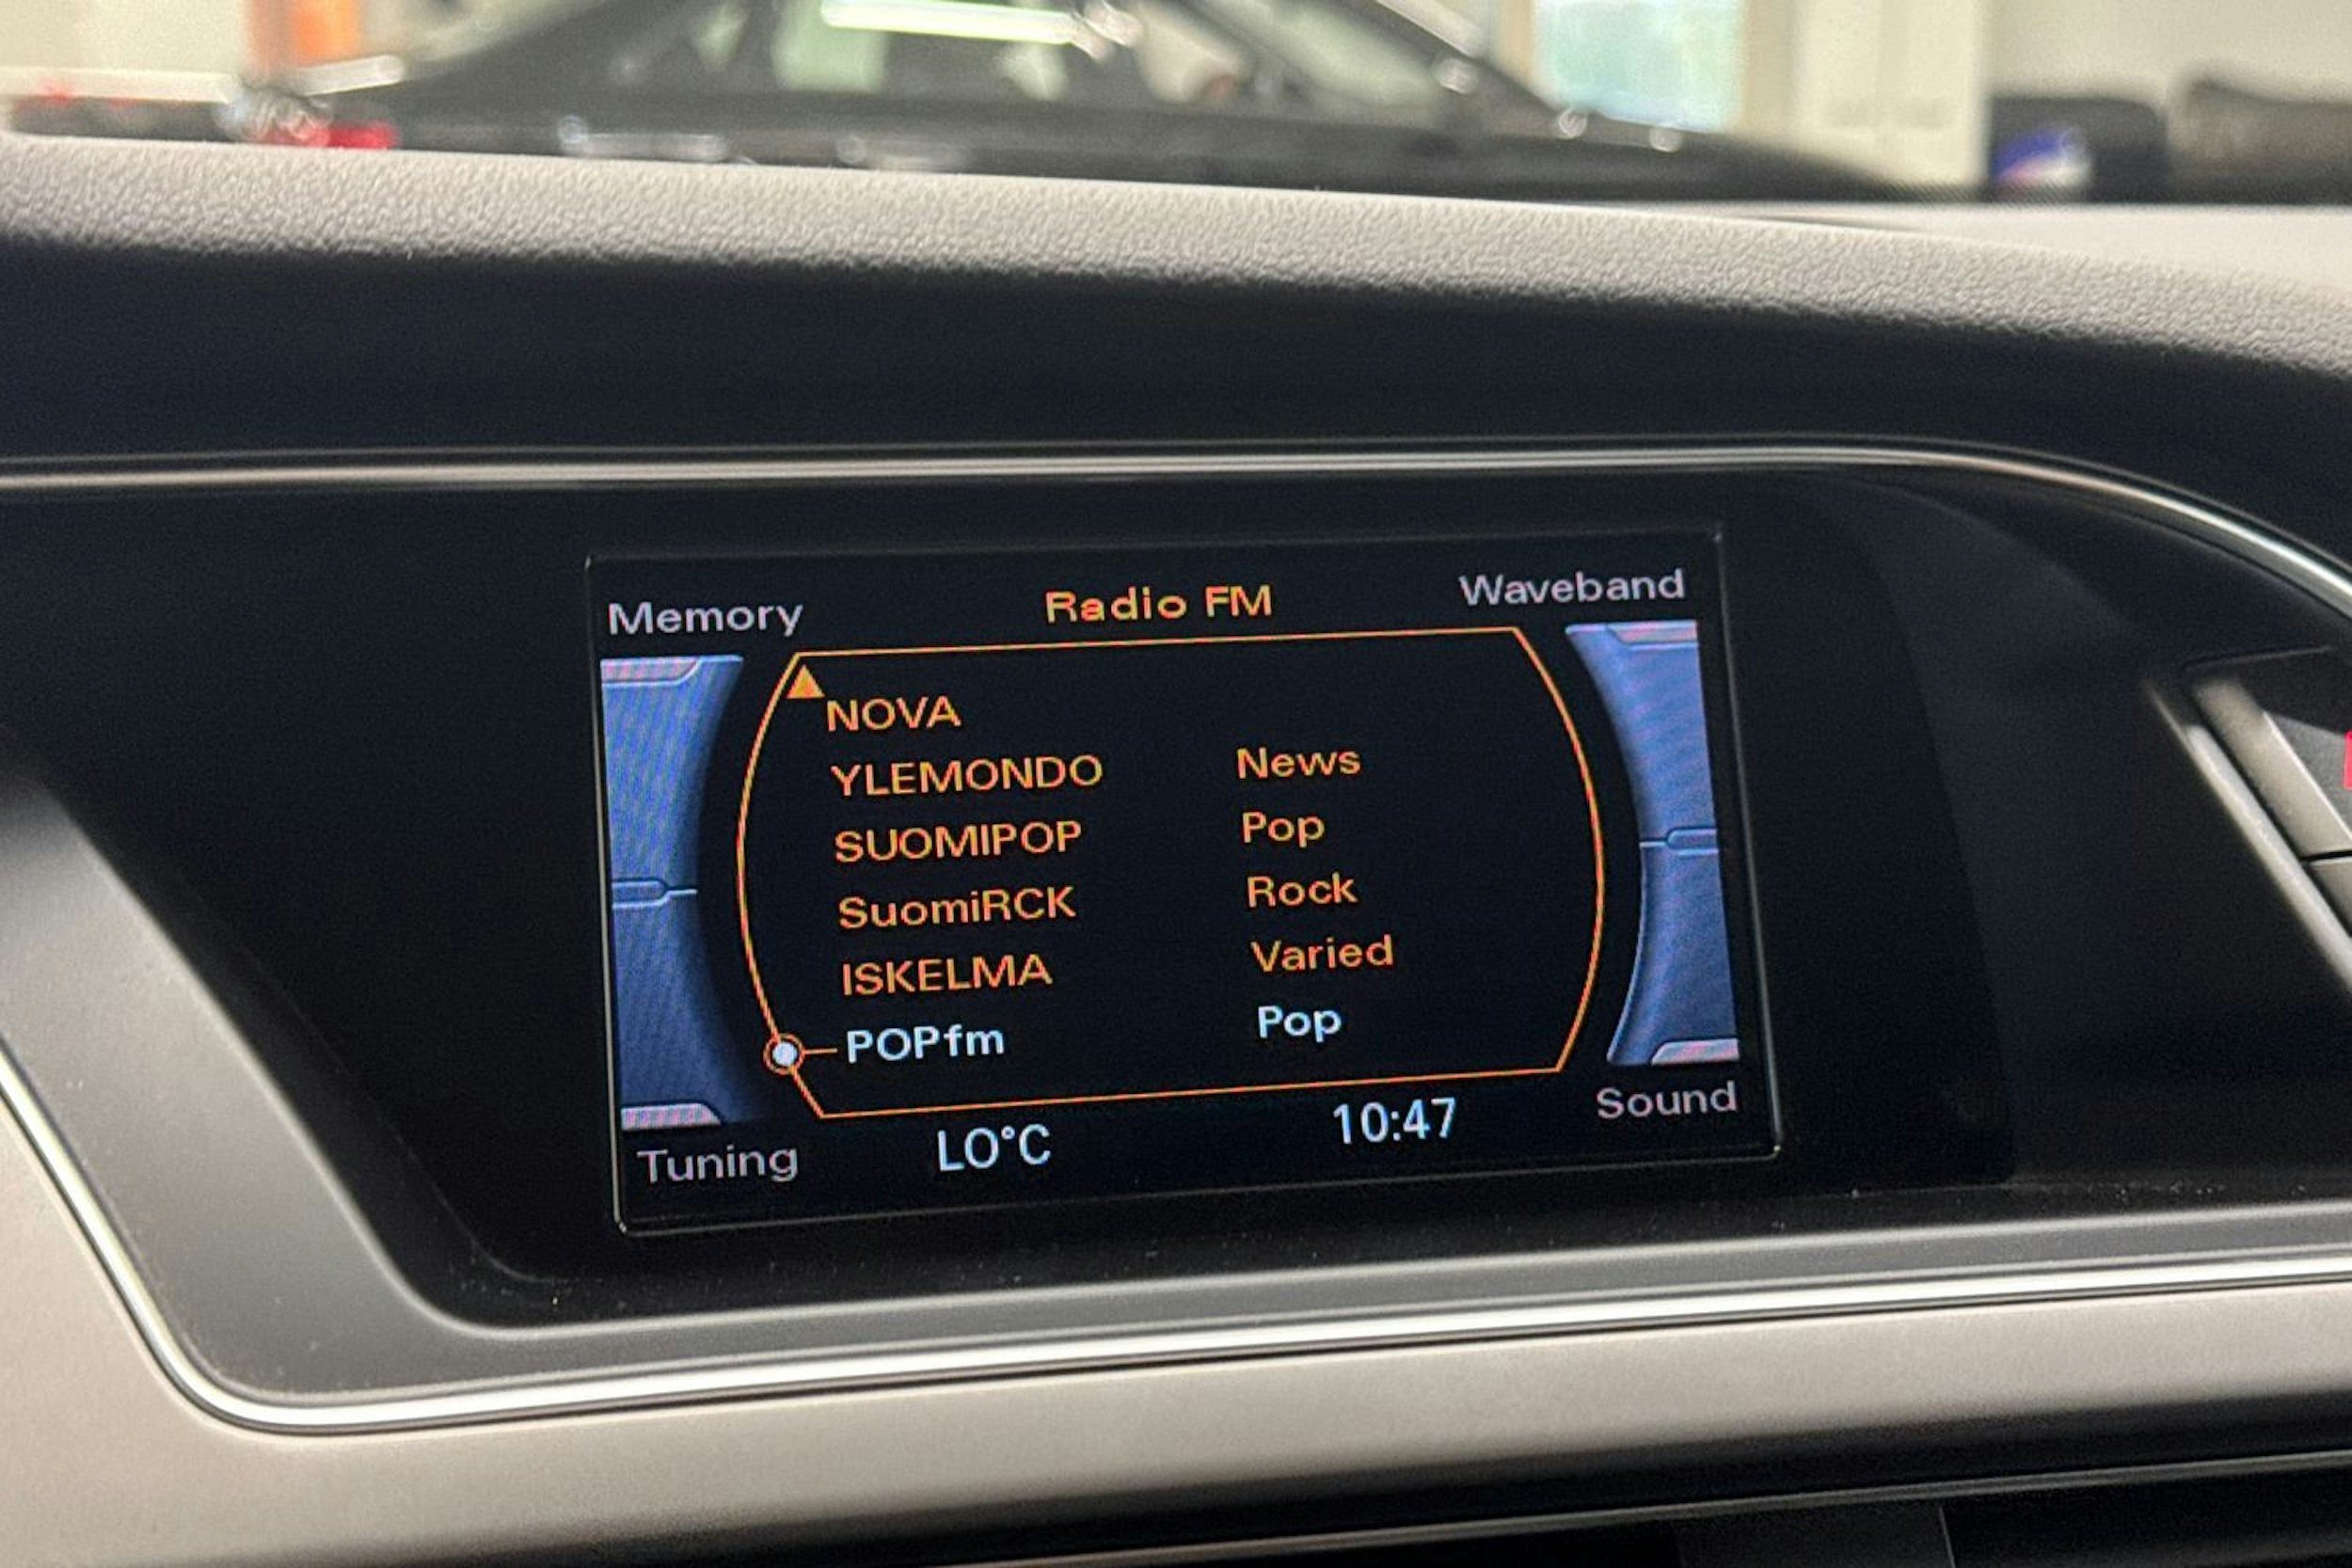 Memory Radio FM Waveband
NOVA
YLEMONDO News
SUOMIPOP Pop
SuomiRCK Rock
ISKELMA Varied
POPfm Pop
Tuning LO°C 10:47 Sound